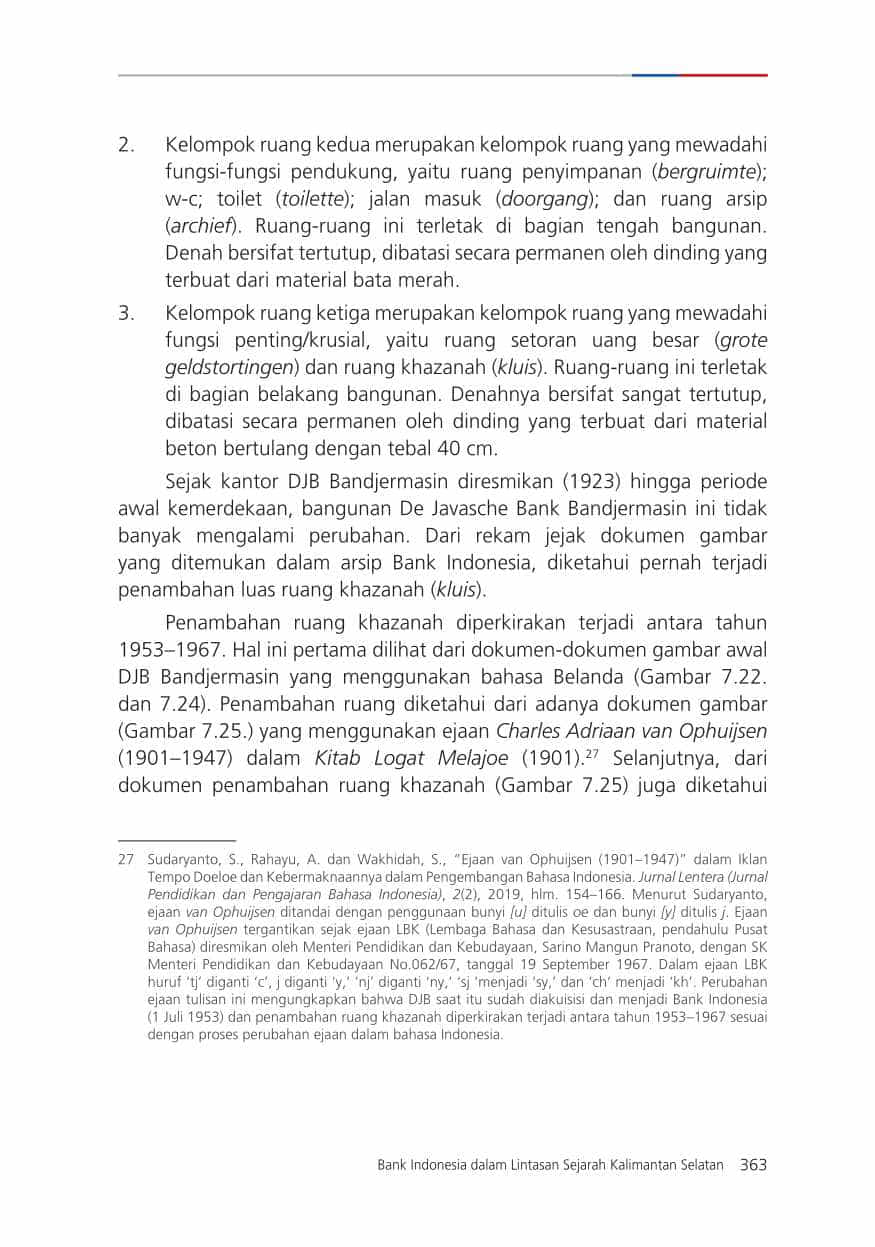 2. Kelompok ruang kedua merupakan kelompok ruang yang mewadahi
fungsi-fungsi pendukung, yaitu ruang penyimpanan (bergruimte);
w-c; toilet (toilette); jalan masuk (doorgang); dan ruang arsip
(archief). Ruang-ruang ini terletak di bagian tengah bangunan.
Denah bersifat tertutup, dibatasi secara permanen oleh dinding yang
terbuat dari material bata merah.
3. Kelompok ruang ketiga merupakan kelompok ruang yang mewadahi
fungsi penting/krusial, yaitu ruang setoran uang besar (grote
geldstortingen) dan ruang khazanah (kluis). Ruang-ruang ini terletak
di bagian belakang bangunan. Denahnya bersifat sangat tertutup,
dibatasi secara permanen oleh dinding yang terbuat dari material
beton bertulang dengan tebal 40 cm.
Sejak kantor DJB Bandjermasin diresmikan (1923) hingga periode
awal kemerdekaan, bangunan De Javasche Bank Bandjermasin ini tidak
banyak mengalami perubahan. Dari rekam jejak dokumen gambar
yang ditemukan dalam arsip Bank Indonesia, diketahui pernah terjadi
penambahan luas ruang khazanah (kluis).
Penambahan ruang khazanah diperkirakan terjadi antara tahun
1953–1967. Hal ini pertama dilihat dari dokumen-dokumen gambar awal
DJB Bandjermasin yang menggunakan bahasa Belanda (Gambar 7.22.
dan 7.24). Penambahan ruang diketahui dari adanya dokumen gambar
(Gambar 7.25.) yang menggunakan ejaan Charles Adriaan van Ophuijsen
(1901–1947) dalam Kitab Logat Melajoe (1901).27 Selanjutnya, dari
dokumen penambahan ruang khazanah (Gambar 7.25) juga diketahui
27 Sudaryanto, S., Rahayu, A. dan Wakhidah, S., “Ejaan van Ophuijsen (1901–1947)” dalam Iklan
Tempo Doeloe dan Kebermaknaannya dalam Pengembangan Bahasa Indonesia. Jurnal Lentera (Jurnal
Pendidikan dan Pengajaran Bahasa Indonesia), 2(2), 2019, hlm. 154–166. Menurut Sudaryanto,
ejaan van Ophuijsen ditandai dengan penggunaan bunyi [u] ditulis oe dan bunyi [y] ditulis j. Ejaan
van Ophuijsen tergantikan sejak ejaan LBK (Lembaga Bahasa dan Kesusastraan, pendahulu Pusat
Bahasa) diresmikan oleh Menteri Pendidikan dan Kebudayaan, Sarino Mangun Pranoto, dengan SK
Menteri Pendidikan dan Kebudayaan No.062/67, tanggal 19 September 1967. Dalam ejaan LBK
huruf ‘tj’ diganti ‘c’, j diganti ‘y,’ ‘nj’ diganti ‘ny,’ ‘sj ‘menjadi ‘sy,’ dan ‘ch’ menjadi ‘kh’. Perubahan
ejaan tulisan ini mengungkapkan bahwa DJB saat itu sudah diakuisisi dan menjadi Bank Indonesia
(1 Juli 1953) dan penambahan ruang khazanah diperkirakan terjadi antara tahun 1953–1967 sesuai
dengan proses perubahan ejaan dalam bahasa Indonesia.
Bank Indonesia dalam Lintasan Sejarah Kalimantan Selatan 363